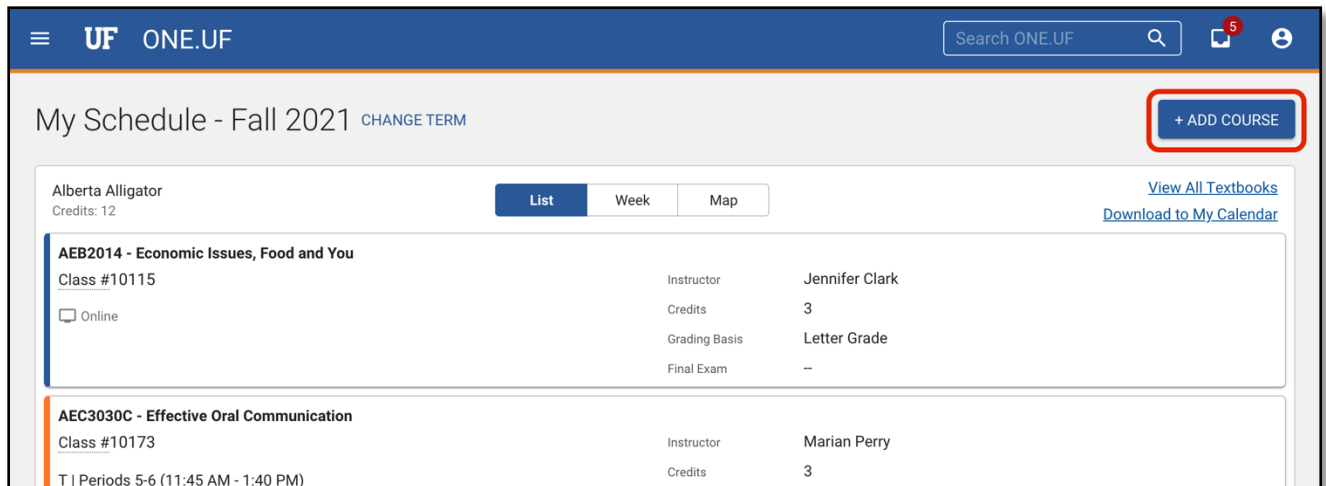 UF ONE.UF Search ONE.UF 5
My Schedule - Fall 2021 CHANGE TERM + ADD COURSE
Alberta Alligator
Credits: 12
List Week Map
View All Textbooks
Download to My Calendar
AEB2014 - Economic Issues, Food and You
Class #10115 Instructor Jennifer Clark
Online
Credits 3
Grading Basis Letter Grade
Final Exam --
AEC3030C - Effective Oral Communication
Class #10173 Instructor Marian Perry
Credits 3
T | Periods 5-6 (11:45 AM - 1:40 PM)